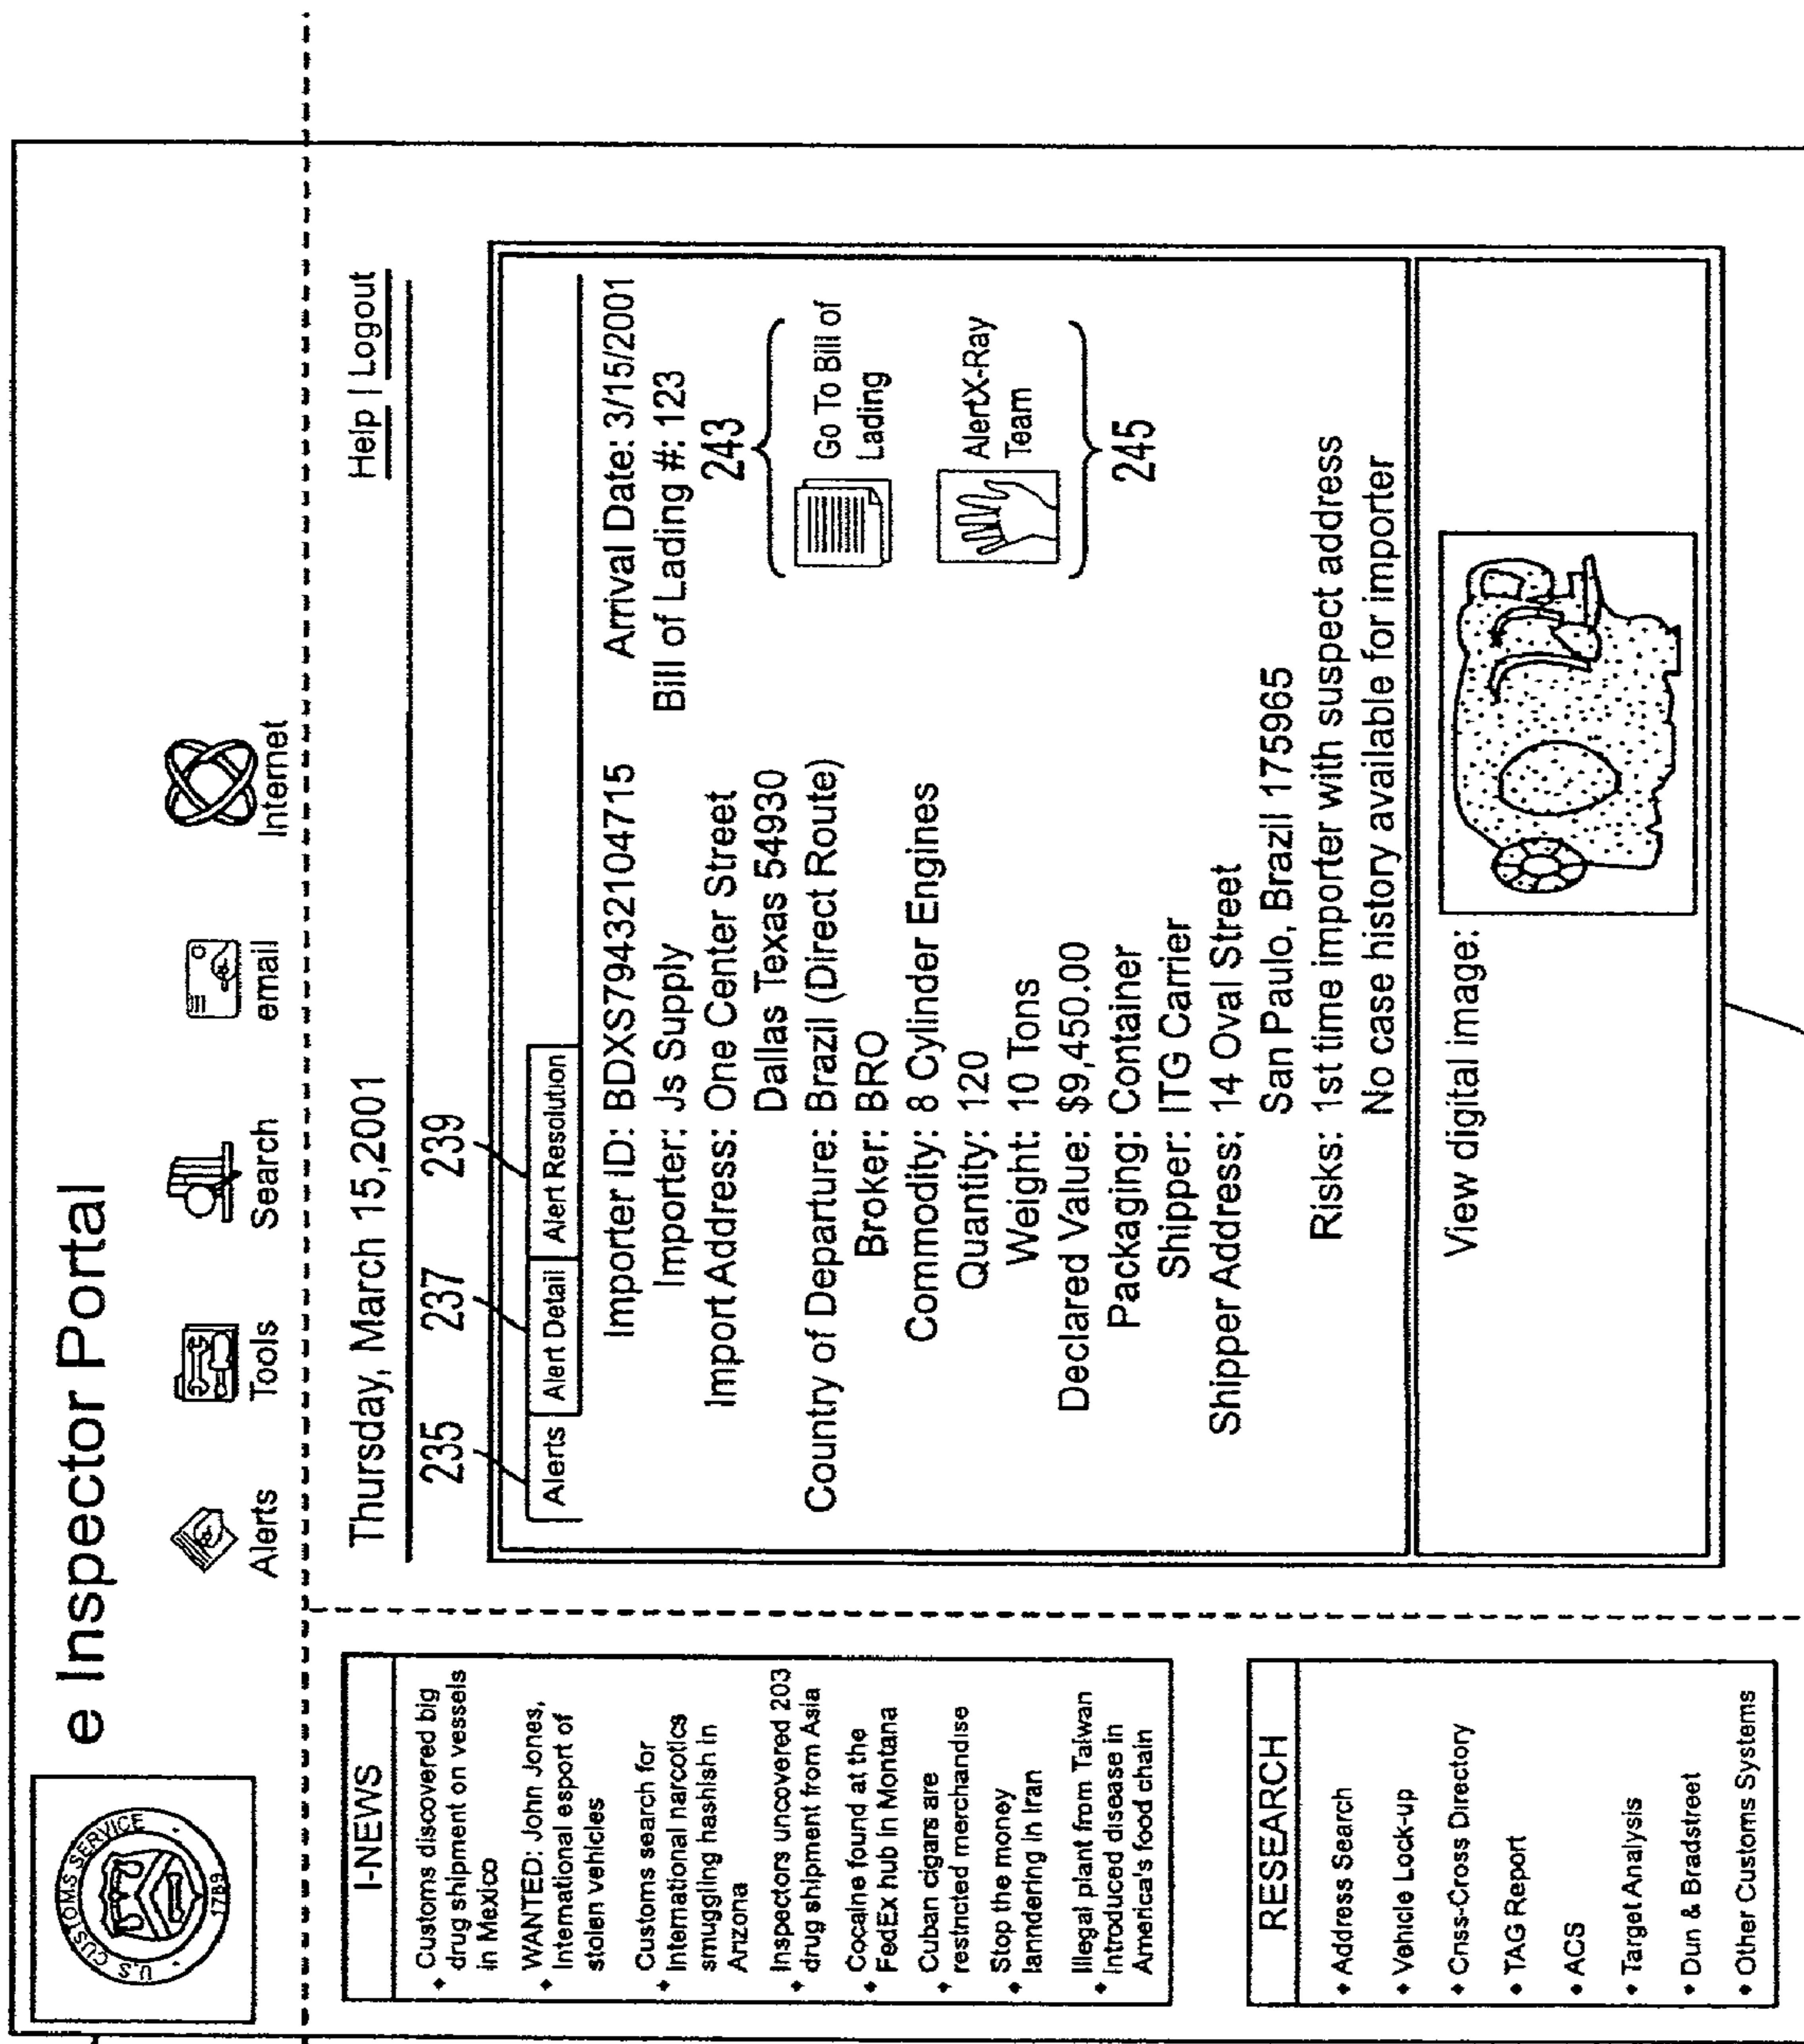 U.S. CUSTOMS SERVICE
1789
e Inspector Portal
Alerts
Tools
Search
email
Internet
I-NEWS
Customs discovered big
drug shipment on vessels
in Mexico
WANTED: John Jones,
International esport of
stolen vehicles
Customs search for
International narcotics
smuggling hashish in
Anzona
Inspectors uncovered 203
drug shipment from Asia
Cocaine found at the
FedEx hub in Montana
Cuban cigars are
restricted merchandise
Stop the money
lanndering in Iran
Illegal plant from Taiwan
Introduced disease in
America's food chain
RESEARCH
Address Search
Vehicle Lock-up
Cnss-Cross Directory
TAG Report
ACS
Target Analysis
Dun & Bradstreet
Other Customs Systems
Thursday, March 15,2001
Help | Logout
235
237
239
Alerts
Alert Detail
Alert Resolution
Importer ID: BDXS79432104715
Arrival Date: 3/15/2001
Importer: Js Supply
Bill of Lading #: 123
Import Address: One Center Street
243
Dallas Texas 54930
Country of Departure: Brazil (Direct Route)
Go To Bill of
Lading
Broker: BRO
Commodity: 8 Cylinder Engines
Quantity: 120
AlertX-Ray
Team
Weight: 10 Tons
Declared Value: $9,450.00
Packaging: Container
245
Shipper: ITG Carrier
Shipper Address: 14 Oval Street
San Paulo, Brazil 175965
Risks: 1st time importer with suspect address
No case history available for importer
View digital image: